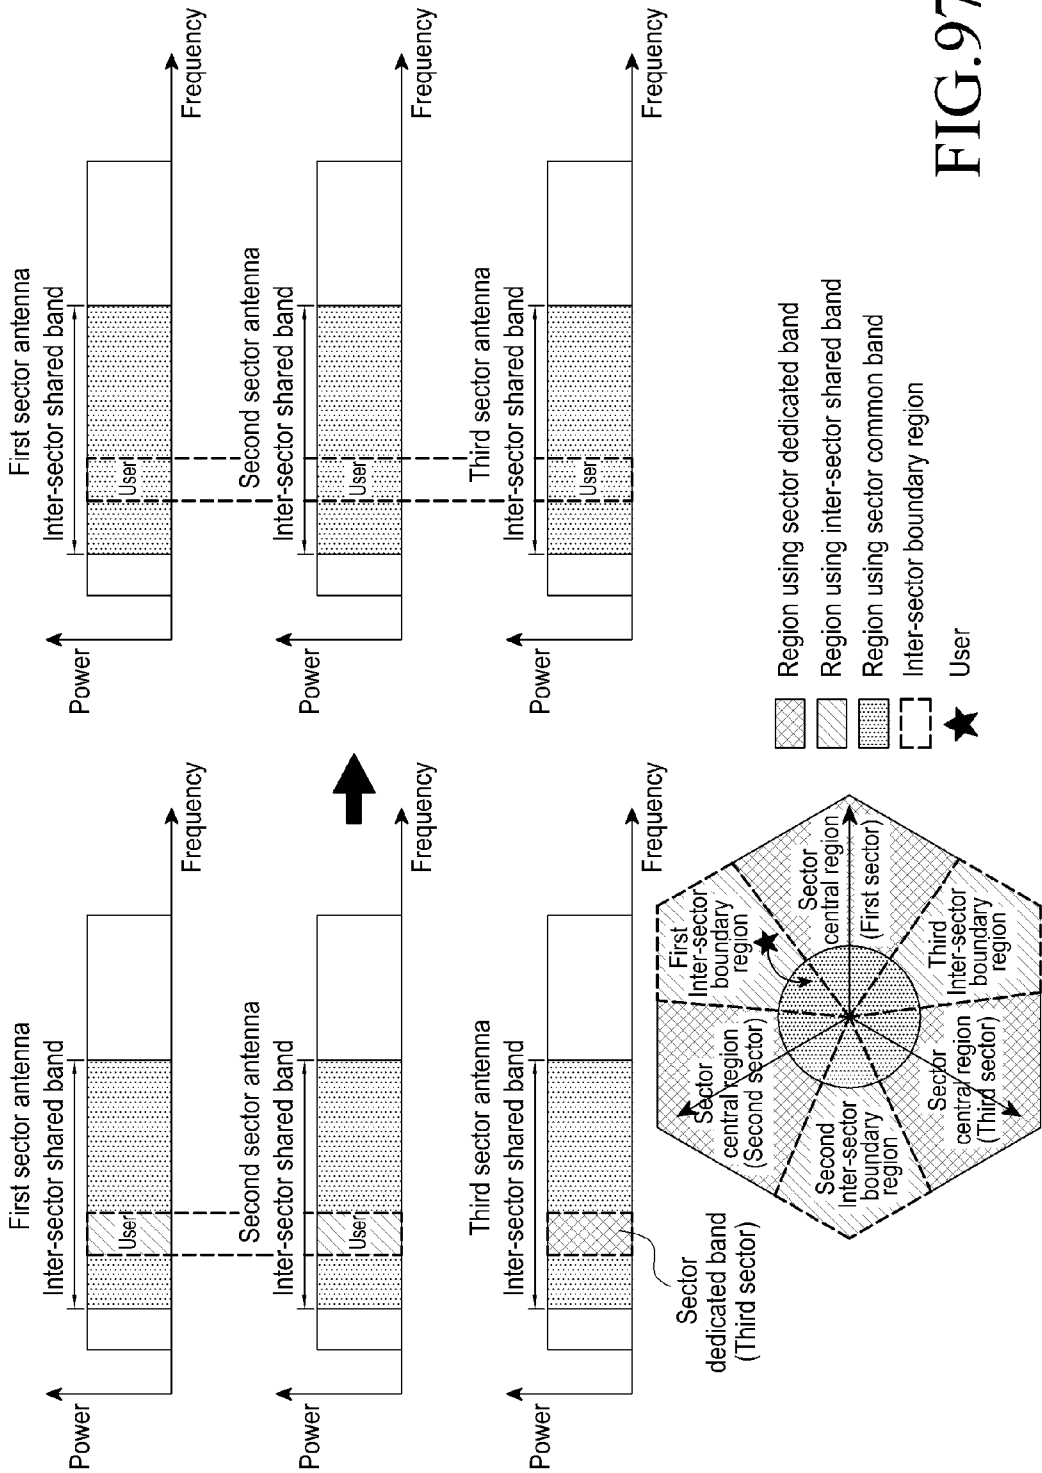 First sector antenna
Inter-sector shared band
Power
User
Frequency
Second sector antenna
Inter-sector shared band
Power
User
Frequency
Third sector antenna
Inter-sector shared band
Power
Frequency
Sector
dedicated band
(Third sector)
First sector antenna
Inter-sector shared band
Power
User
Frequency
Second sector antenna
Inter-sector shared band
Power
User
Frequency
Third sector antenna
Inter-sector shared band
Power
User
Frequency
First
Inter-sector
boundary
region
Sector
central region
(First sector)
Third
Inter-sector
boundary
region
Sector
central region
(Second sector)
Second
Inter-sector
boundary
region
Sector
central region
(Third sector)
Region using sector dedicated band
Region using inter-sector shared band
Region using sector common band
Inter-sector boundary region
User
FIG.97